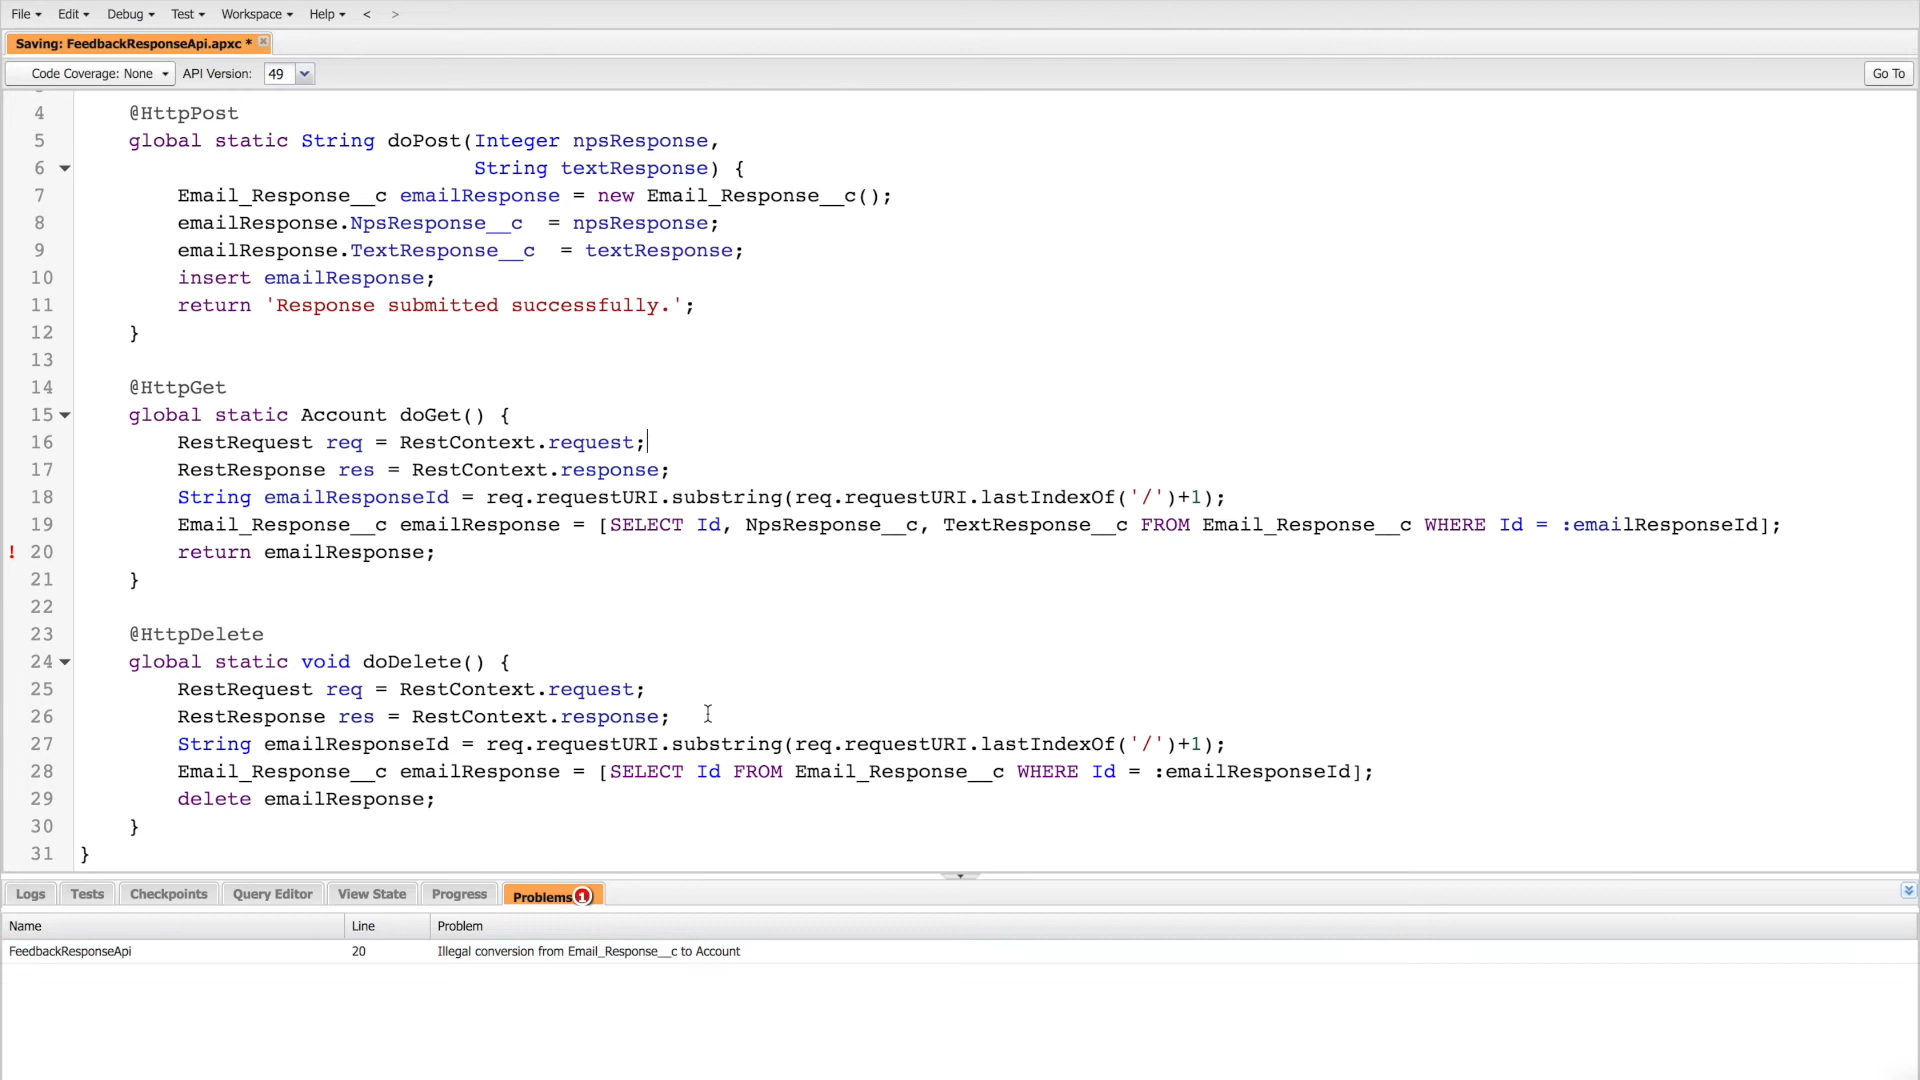 File Edit Debug Test Workspace Help < >
Saving: FeedbackResponseApi.apxc *
Code Coverage: None API Version: 49 Go To
4 @HttpPost
5 global static String doPost(Integer npsResponse,
6 String textResponse) {
7 Email_Response__c emailResponse = new Email_Response__c();
8 emailResponse.NpsResponse__c = npsResponse;
9 emailResponse.TextResponse__c = textResponse;
10 insert emailResponse;
11 return 'Response submitted successfully.';
12 }
13
14 @HttpGet
15 global static Account doGet() {
16 RestRequest req = RestContext.request;
17 RestResponse res = RestContext.response;
18 String emailResponseId = req.requestURI.substring(req.requestURI.lastIndexOf('/')+1);
19 Email_Response__c emailResponse = [SELECT Id, NpsResponse__c, TextResponse__c FROM Email_Response__c WHERE Id = :emailResponseId];
! 20 return emailResponse;
21 }
22
23 @HttpDelete
24 global static void doDelete() {
25 RestRequest req = RestContext.request;
26 RestResponse res = RestContext.response;
27 String emailResponseId = req.requestURI.substring(req.requestURI.lastIndexOf('/')+1);
28 Email_Response__c emailResponse = [SELECT Id FROM Email_Response__c WHERE Id = :emailResponseId];
29 delete emailResponse;
30 }
31 }
Logs Tests Checkpoints Query Editor View State Progress Problems 1
Name Line Problem
FeedbackResponseApi 20 Illegal conversion from Email_Response__c to Account